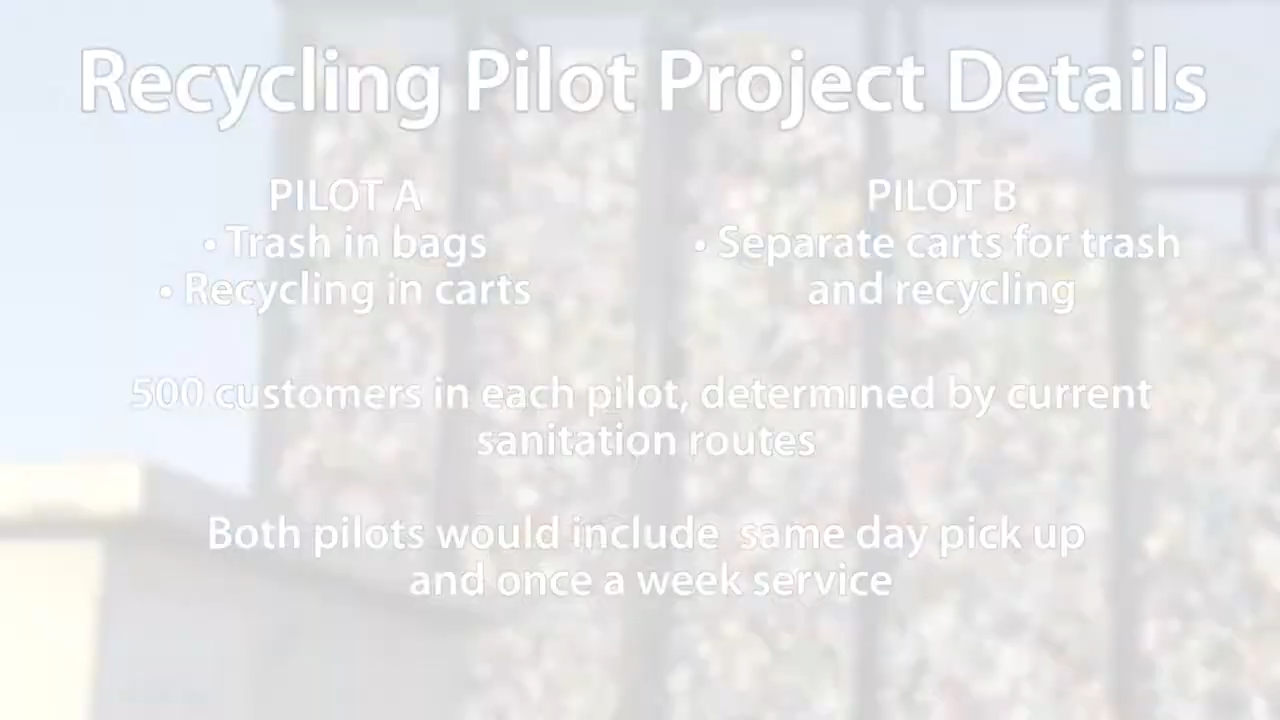 Recycling Pilot Project Details
PILOT A
• Trash in bags
• Recycling in carts
PILOT B
• Separate carts for trash
and recycling
500 customers in each pilot, determined by current
sanitation routes
Both pilots would include same day pick up
and once a week service